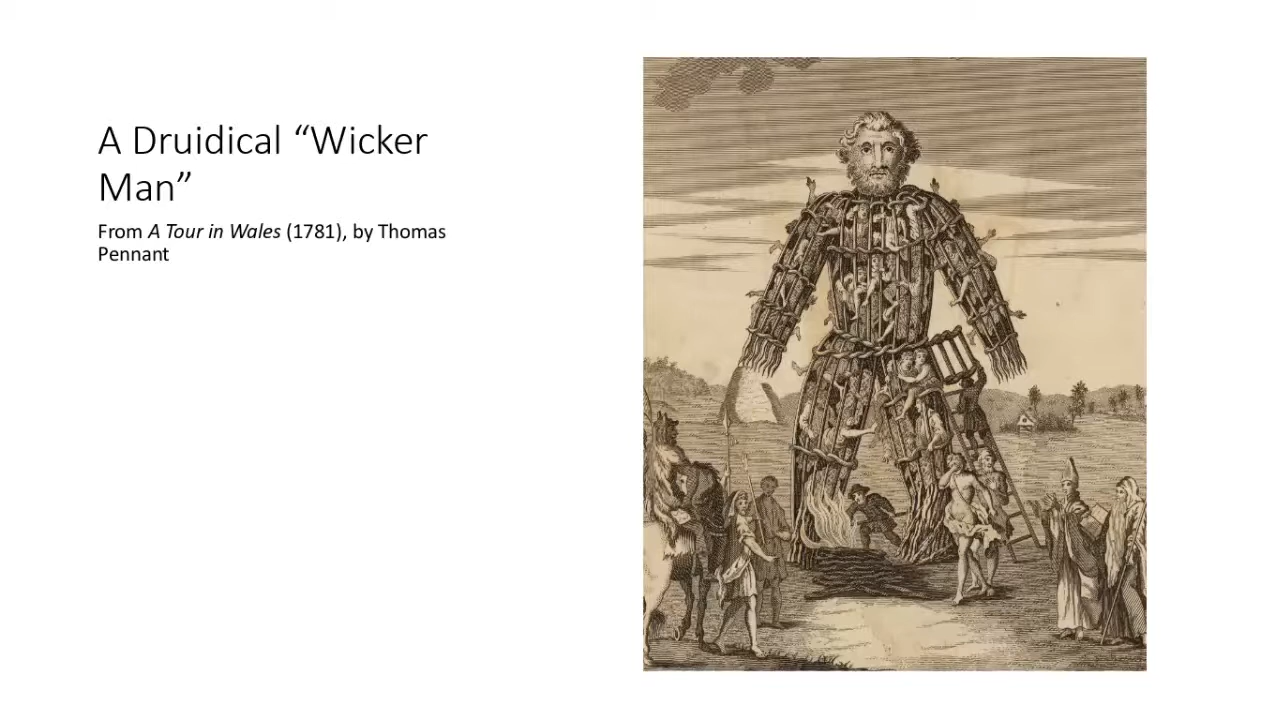 A Druidical “Wicker
Man”
From A Tour in Wales (1781), by Thomas
Pennant